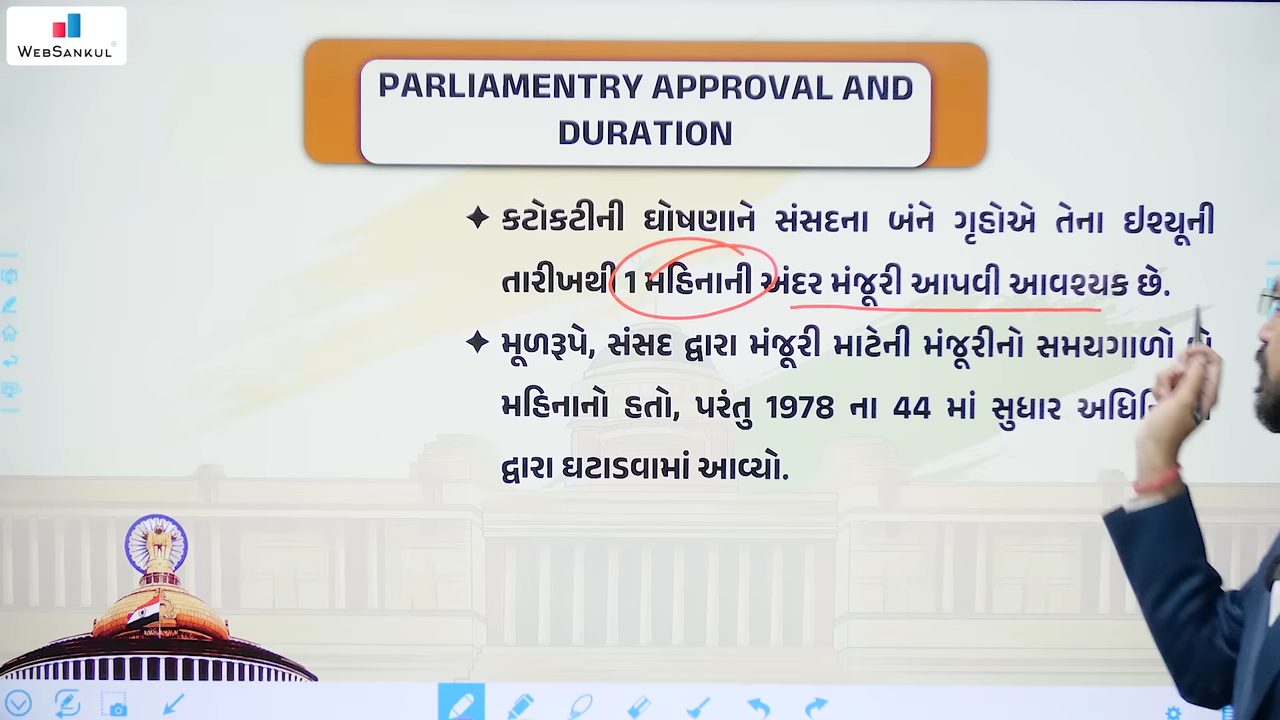 WEBSANKUL®
PARLIAMENTRY APPROVAL AND
DURATION
✦ કટોકટીની ઘોષણાને સંસદના બંને ગૃહોએ તેના ઇશ્યૂની
તારીખથી 1 મહિનાની અંદર મંજૂરી આપવી આવશ્યક છે.
✦ મૂળરૂપે, સંસદ દ્વારા મંજૂરી માટેની મંજૂરીનો સમયગાળો
મહિનાનો હતો, પરંતુ 1978 ના 44 માં સુધાર
દ્વારા ઘટાડવામાં આવ્યો.